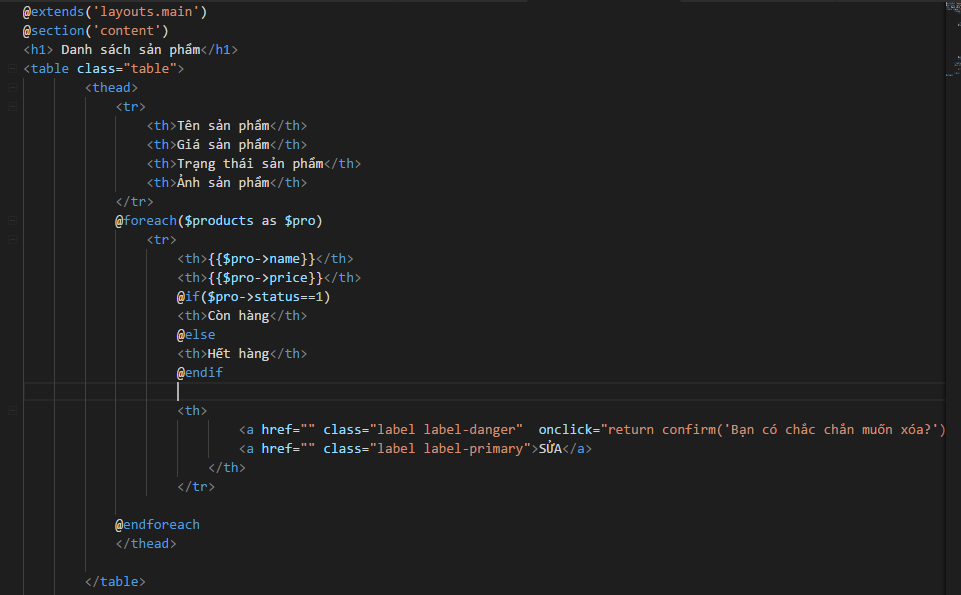 @extends('layouts.main')
@section('content')
<h1> Danh sách sản phẩm</h1>
<table class="table">
<thead>
<tr>
<th>Tên sản phẩm</th>
<th>Giá sản phẩm</th>
<th>Trạng thái sản phẩm</th>
<th>Ảnh sản phẩm</th>
</tr>
@foreach($products as $pro)
<tr>
<th>{{$pro->name}}</th>
<th>{{$pro->price}}</th>
@if($pro->status==1)
<th>Còn hàng</th>
@else
<th>Hết hàng</th>
@endif
<th>
<a href="" class="label label-danger"  onclick="return confirm('Bạn có chắc chắn muốn xóa?')
<a href="" class="label label-primary">SỬA</a>
</th>
</tr>
@endforeach
</thead>
</table>